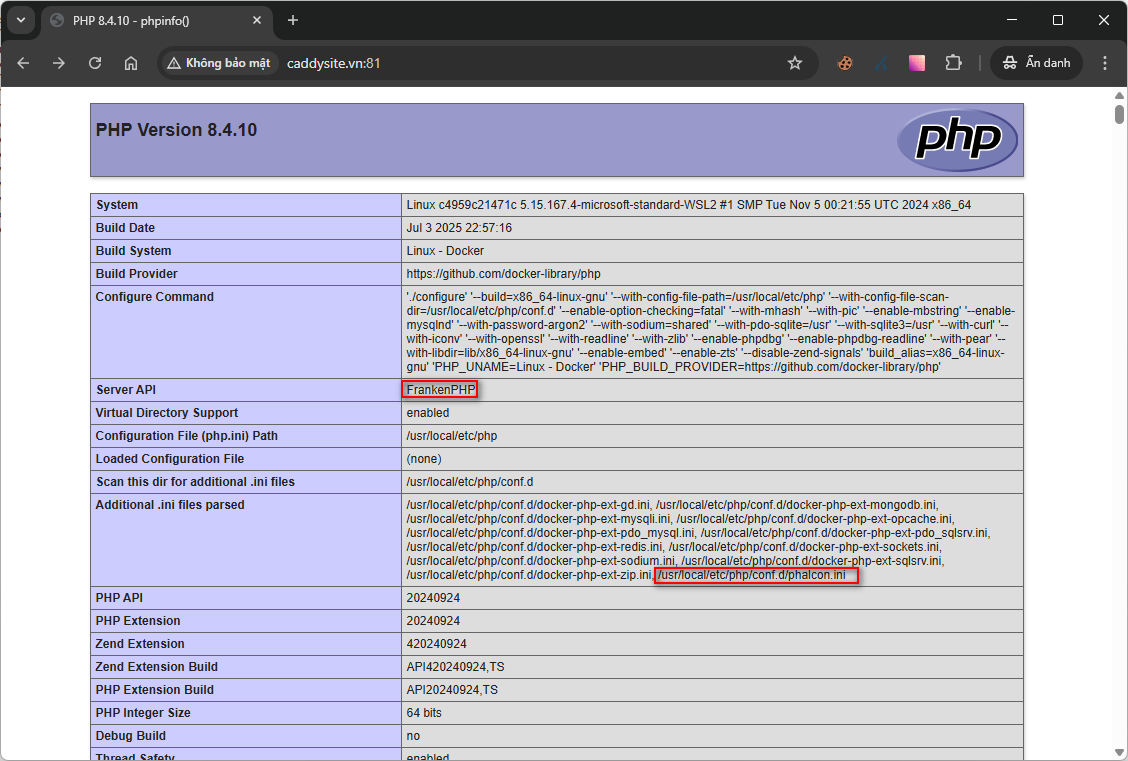 PHP 8.4.10 - phpinfo()
Không bảo mật
caddysite.vn:81
Ẩn danh
PHP Version 8.4.10
php
System Linux c4959c21471c 5.15.167.4-microsoft-standard-WSL2 #1 SMP Tue Nov 5 00:21:55 UTC 2024 x86_64
Build Date Jul 3 2025 22:57:16
Build System Linux - Docker
Build Provider https://github.com/docker-library/php
Configure Command './configure' '--build=x86_64-linux-gnu' '--with-config-file-path=/usr/local/etc/php' '--with-config-file-scan-
dir=/usr/local/etc/php/conf.d' '--enable-option-checking=fatal' '--with-mhash' '--with-pic' '--enable-mbstring' '--enable-
mysqlnd' '--with-password-argon2' '--with-sodium=shared' '--with-pdo-sqlite=/usr' '--with-sqlite3=/usr' '--with-curl' '--
with-iconv' '--with-openssl' '--with-readline' '--with-zlib' '--enable-phpdbg' '--enable-phpdbg-readline' '--with-pear' '--
with-libdir=lib/x86_64-linux-gnu' '--enable-embed' '--enable-zts' '--disable-zend-signals' 'build_alias=x86_64-linux-
gnu' 'PHP_UNAME=Linux - Docker' 'PHP_BUILD_PROVIDER=https://github.com/docker-library/php'
Server API FrankenPHP
Virtual Directory Support enabled
Configuration File (php.ini) Path /usr/local/etc/php
Loaded Configuration File (none)
Scan this dir for additional .ini files /usr/local/etc/php/conf.d
Additional .ini files parsed /usr/local/etc/php/conf.d/docker-php-ext-gd.ini, /usr/local/etc/php/conf.d/docker-php-ext-mongodb.ini,
/usr/local/etc/php/conf.d/docker-php-ext-mysqli.ini, /usr/local/etc/php/conf.d/docker-php-ext-opcache.ini,
/usr/local/etc/php/conf.d/docker-php-ext-pdo_mysql.ini, /usr/local/etc/php/conf.d/docker-php-ext-pdo_sqlsrv.ini,
/usr/local/etc/php/conf.d/docker-php-ext-redis.ini, /usr/local/etc/php/conf.d/docker-php-ext-sockets.ini,
/usr/local/etc/php/conf.d/docker-php-ext-sodium.ini, /usr/local/etc/php/conf.d/docker-php-ext-sqlsrv.ini,
/usr/local/etc/php/conf.d/docker-php-ext-zip.ini, /usr/local/etc/php/conf.d/phalcon.ini
PHP API 20240924
PHP Extension 20240924
Zend Extension 420240924
Zend Extension Build API420240924,TS
PHP Extension Build API20240924,TS
PHP Integer Size 64 bits
Debug Build no
Thread Safety enabled